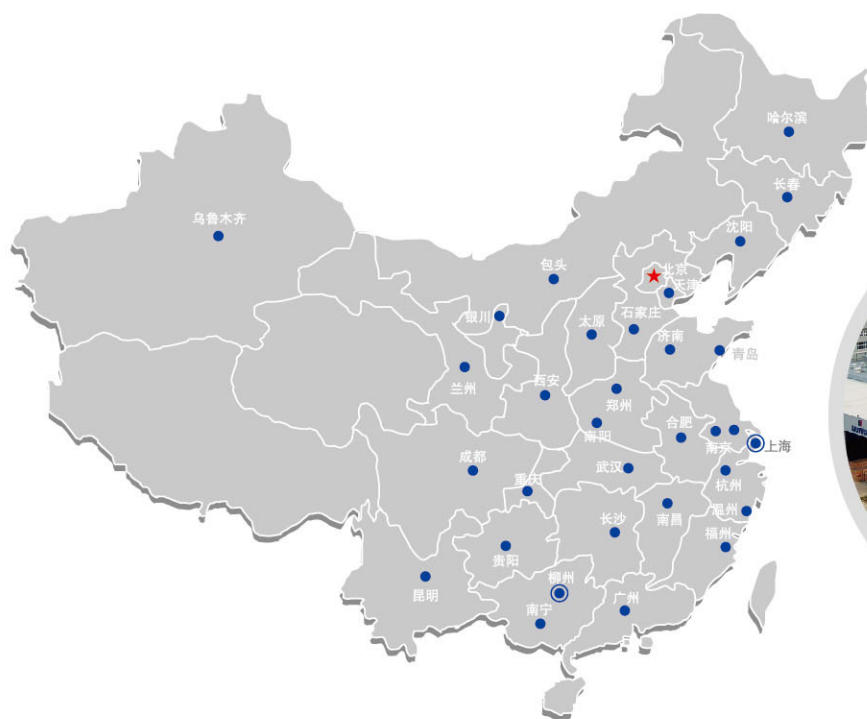 哈尔滨
长春
乌鲁木齐
沈阳
北京
包头
天津
石家庄
银川
太原
济南
青岛
兰州
西安
郑州
合肥
南阳
南京
上海
成都
武汉
重庆
杭州
南昌
温州
长沙
福州
贵阳
柳州
昆明
南宁
广州